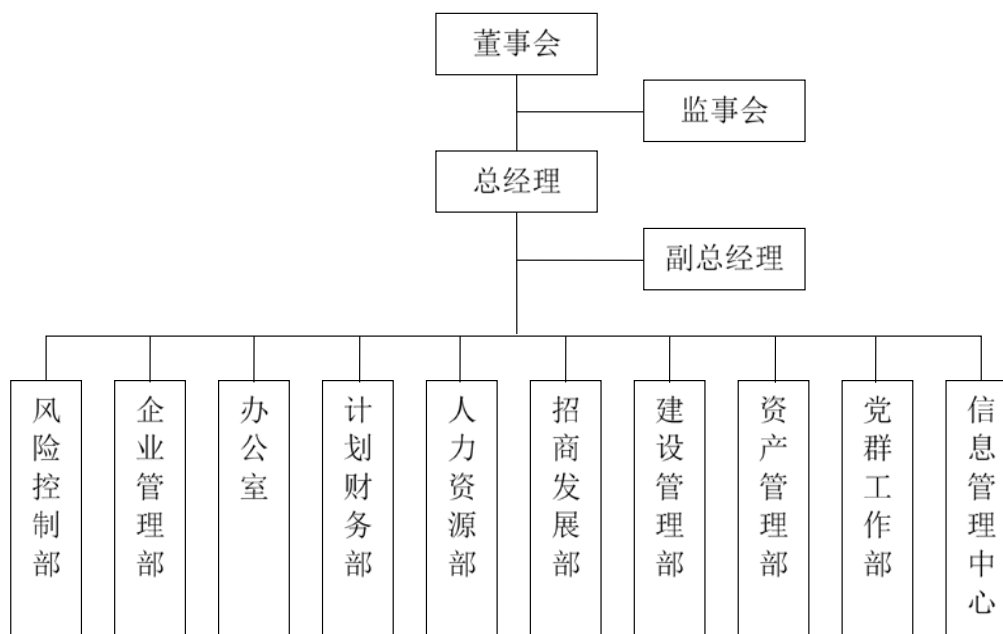 董事会
监事会
总经理
副总经理
风险控制部
企业管理部
办公室
计划财务部
人力资源部
招商发展部
建设管理部
资产管理部
党群工作部
信息管理中心